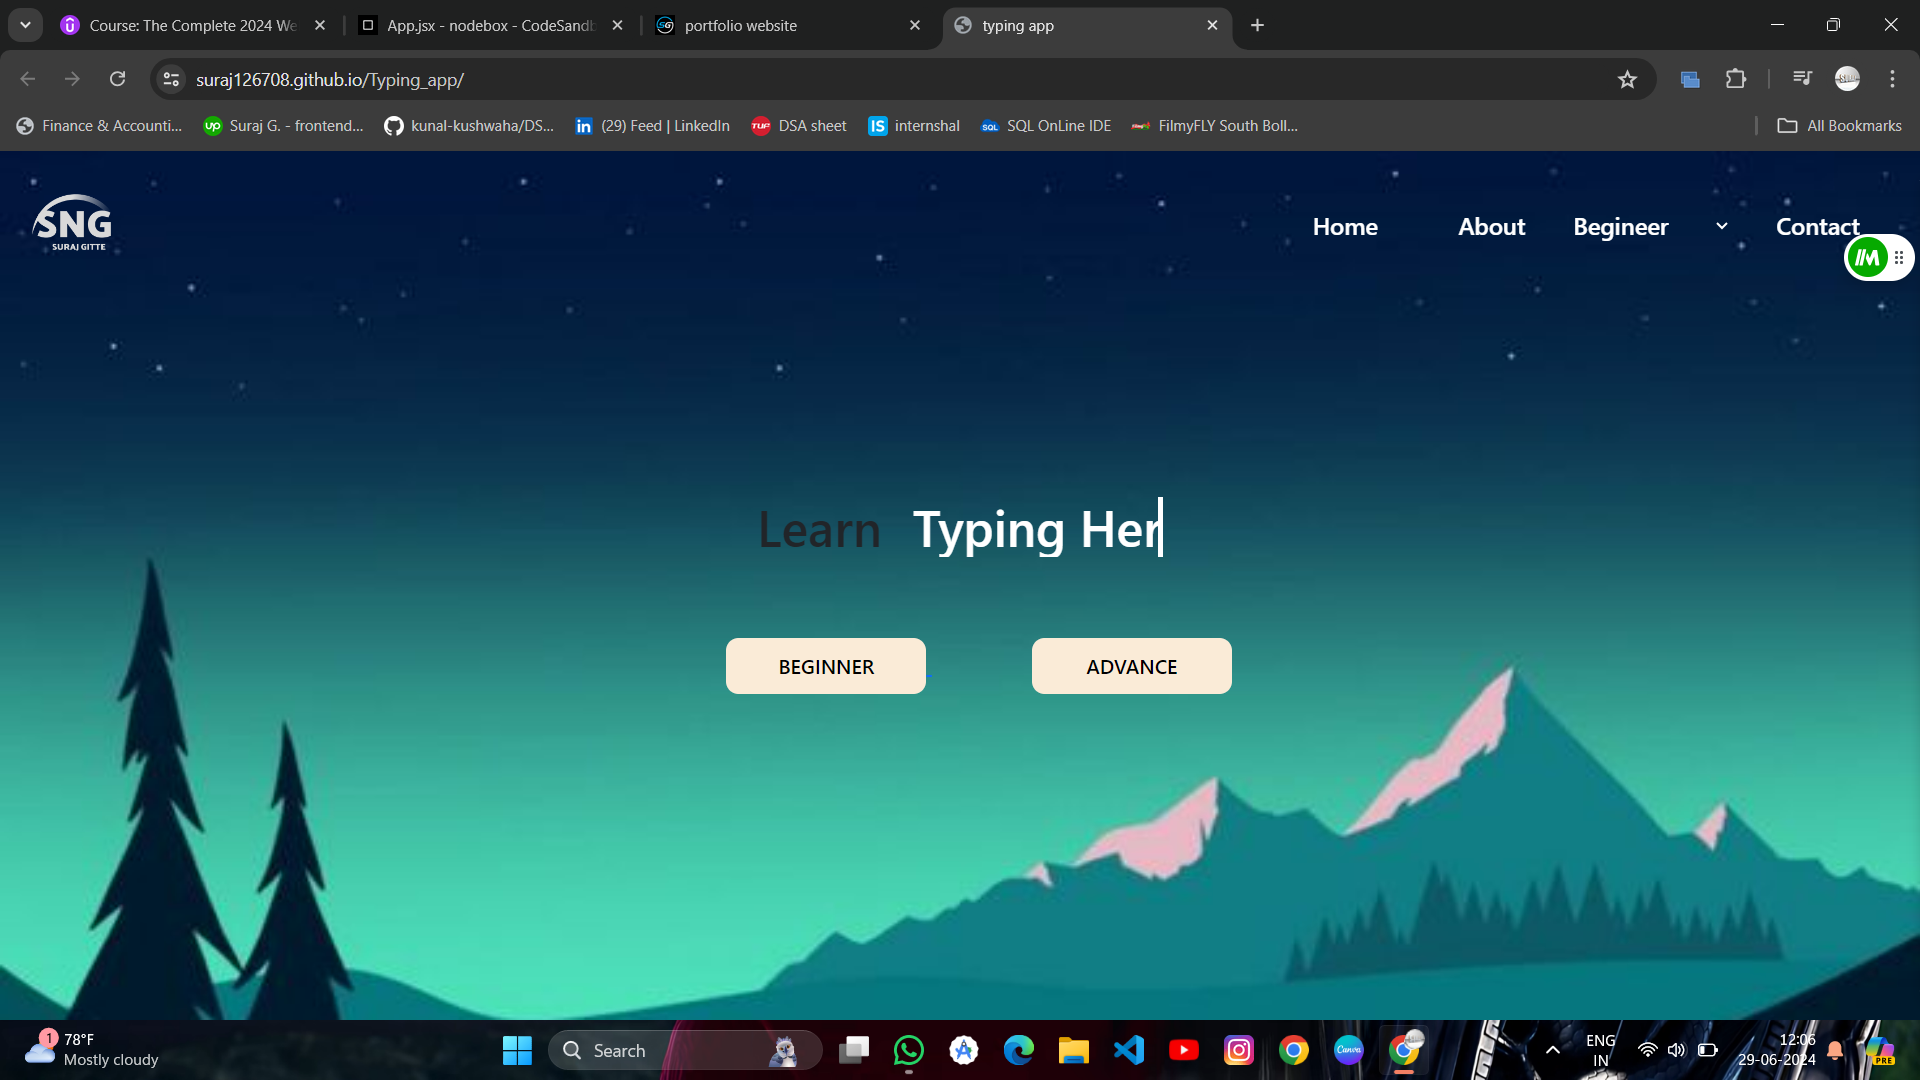 Course: The Complete 2024 We
App.jsx - nodebox - CodeSandb
portfolio website
typing app
suraj126708.github.io/Typing_app/
Finance & Accounti...
Suraj G. - frontend...
kunal-kushwaha/DS...
(29) Feed | LinkedIn
DSA sheet
internshal
SQL OnLine IDE
FilmyFLY South Boll...
All Bookmarks
SNG
SURAJ GITTE
Home
About
Begineer
Contact
Learn Typing Her
BEGINNER
ADVANCE
1
78°F
Mostly cloudy
Search
Canva
ENG
IN
12:06
29-06-2024
PRE